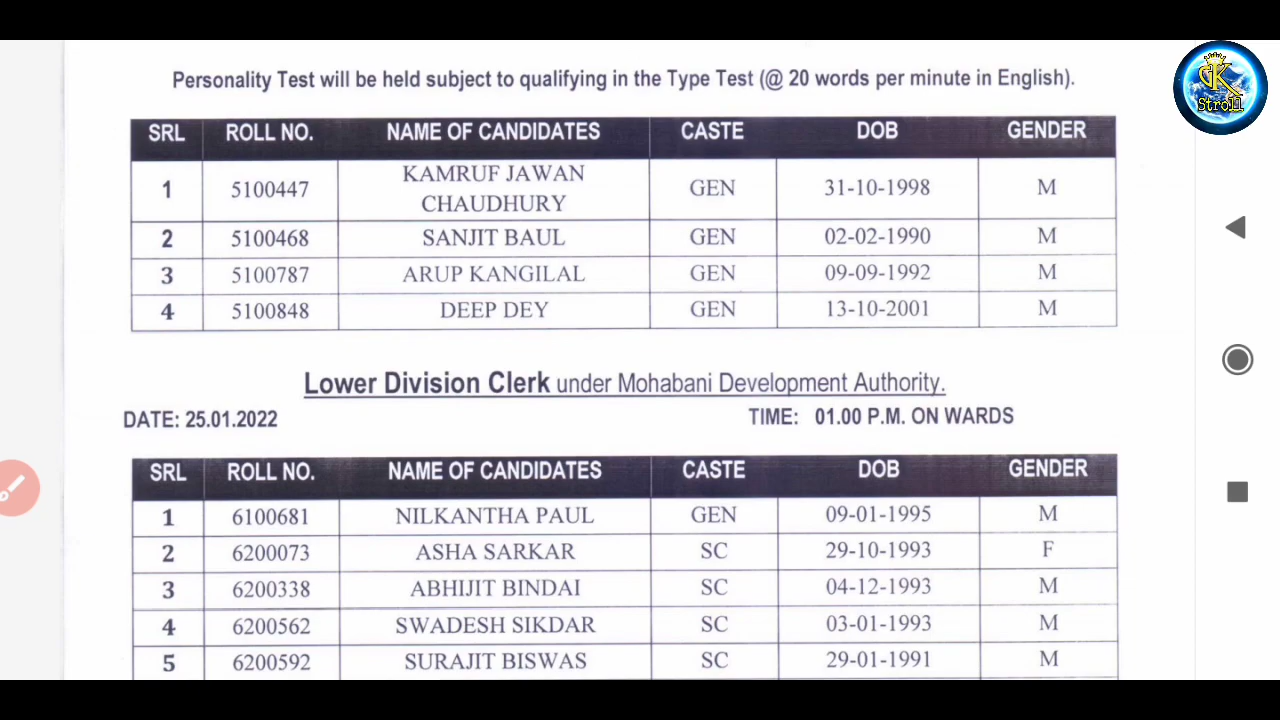 Personality Test will be held subject to qualifying in the Type Test (@ 20 words per minute in English).
SRL ROLL NO. NAME OF CANDIDATES CASTE DOB GENDER
1 5100447 KAMRUF JAWAN CHAUDHURY GEN 31-10-1998 M
2 5100468 SANJIT BAUL GEN 02-02-1990 M
3 5100787 ARUP KANGILAL GEN 09-09-1992 M
4 5100848 DEEP DEY GEN 13-10-2001 M
Lower Division Clerk under Mohabani Development Authority.
DATE: 25.01.2022 TIME: 01.00 P.M. ON WARDS
SRL ROLL NO. NAME OF CANDIDATES CASTE DOB GENDER
1 6100681 NILKANTHA PAUL GEN 09-01-1995 M
2 6200073 ASHA SARKAR SC 29-10-1993 F
3 6200338 ABHIJIT BINDAI SC 04-12-1993 M
4 6200562 SWADESH SIKDAR SC 03-01-1993 M
5 6200592 SURAJIT BISWAS SC 29-01-1991 M
K
Stroll